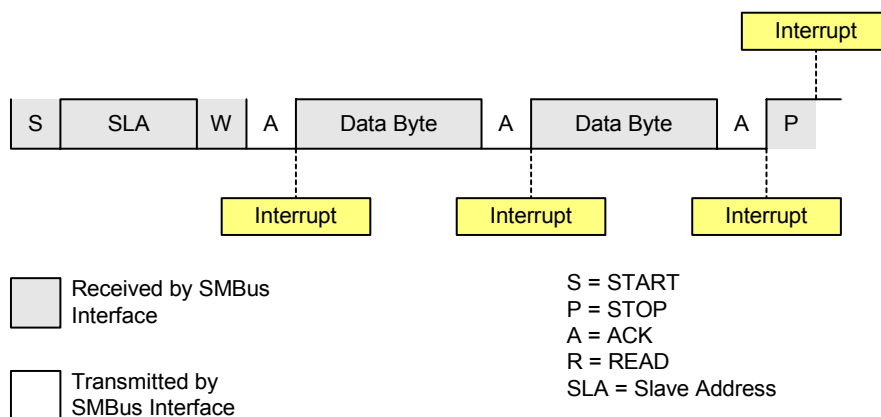 Interrupt
S SLA W A Data Byte A Data Byte A P
Interrupt Interrupt Interrupt
Received by SMBus
Interface
Transmitted by
SMBus Interface
S = START
P = STOP
A = ACK
R = READ
SLA = Slave Address